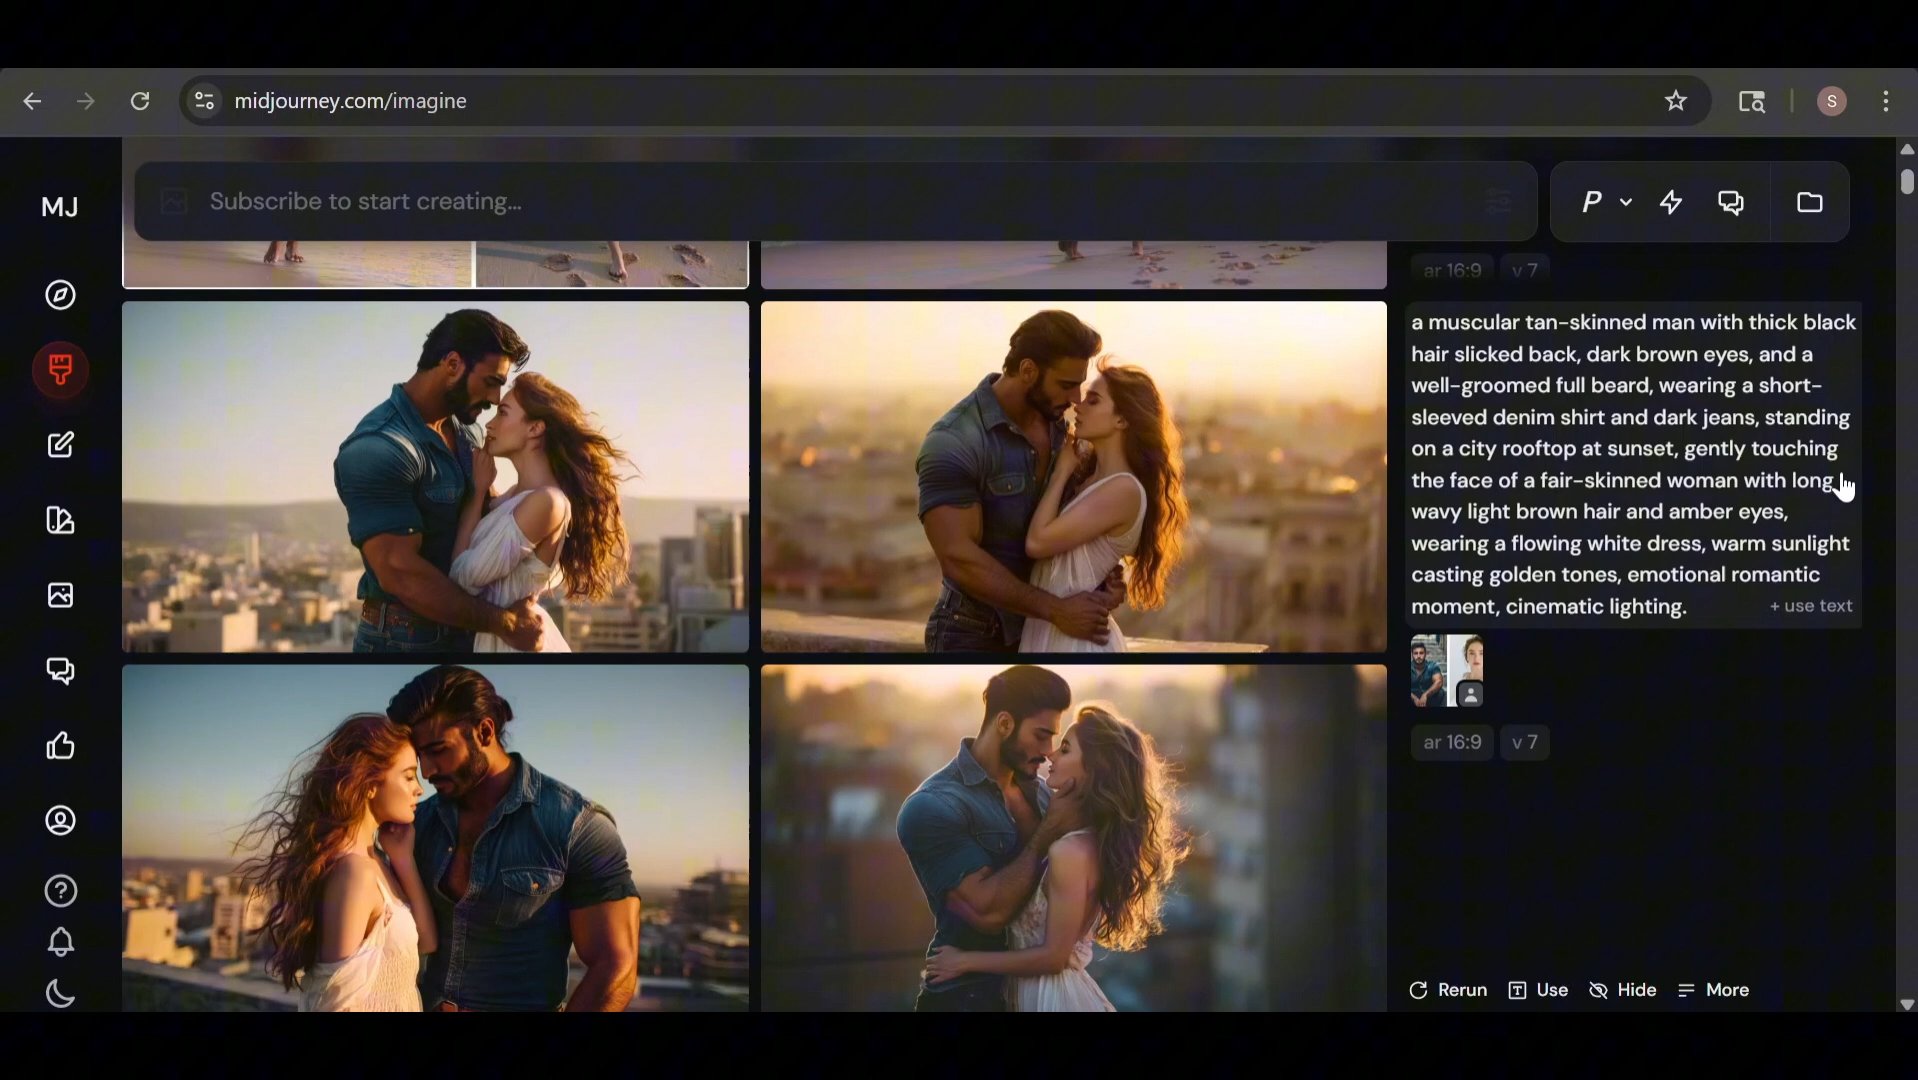 midjourney.com/imagine
S
MJ
Subscribe to start creating...
P
ar 16:9 v 7
a muscular tan-skinned man with thick black
hair slicked back, dark brown eyes, and a
well-groomed full beard, wearing a short-
sleeved denim shirt and dark jeans, standing
on a city rooftop at sunset, gently touching
the face of a fair-skinned woman with long
wavy light brown hair and amber eyes,
wearing a flowing white dress, warm sunlight
casting golden tones, emotional romantic
moment, cinematic lighting. + use text
ar 16:9 v 7
Rerun Use Hide More